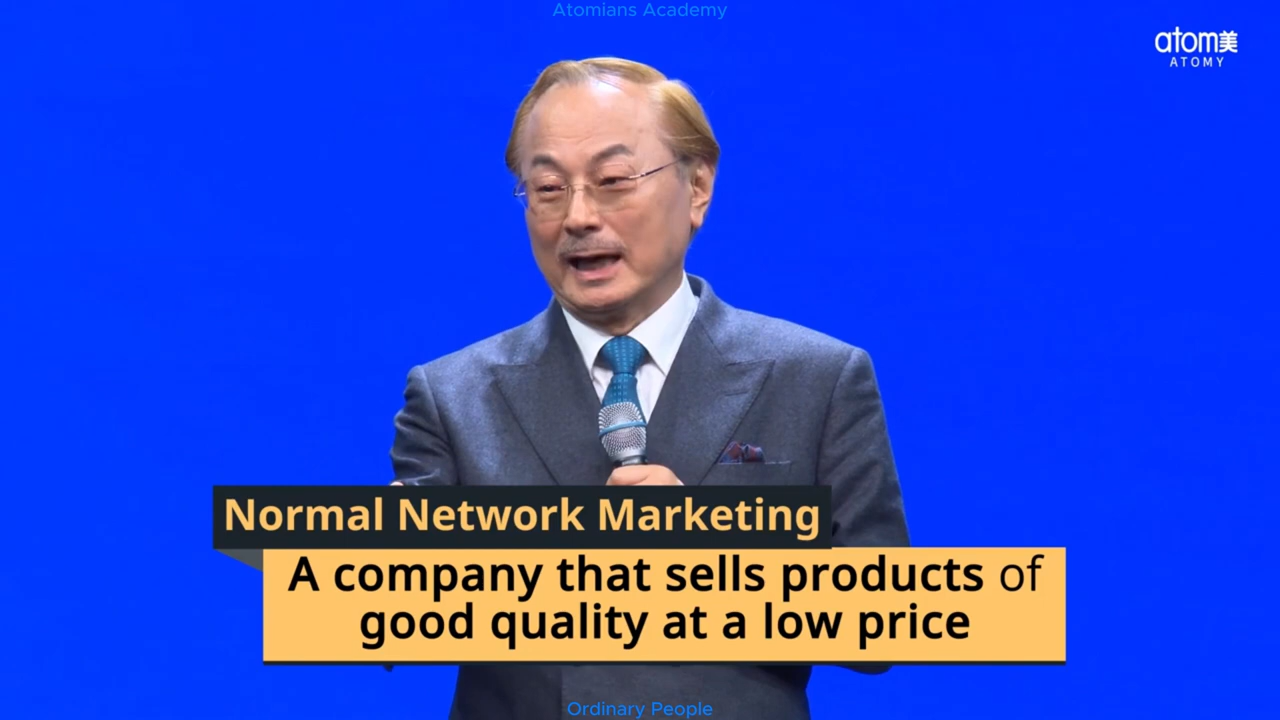 Atomians Academy
atom美
ATOMY
Normal Network Marketing
A company that sells products of
good quality at a low price
Ordinary People